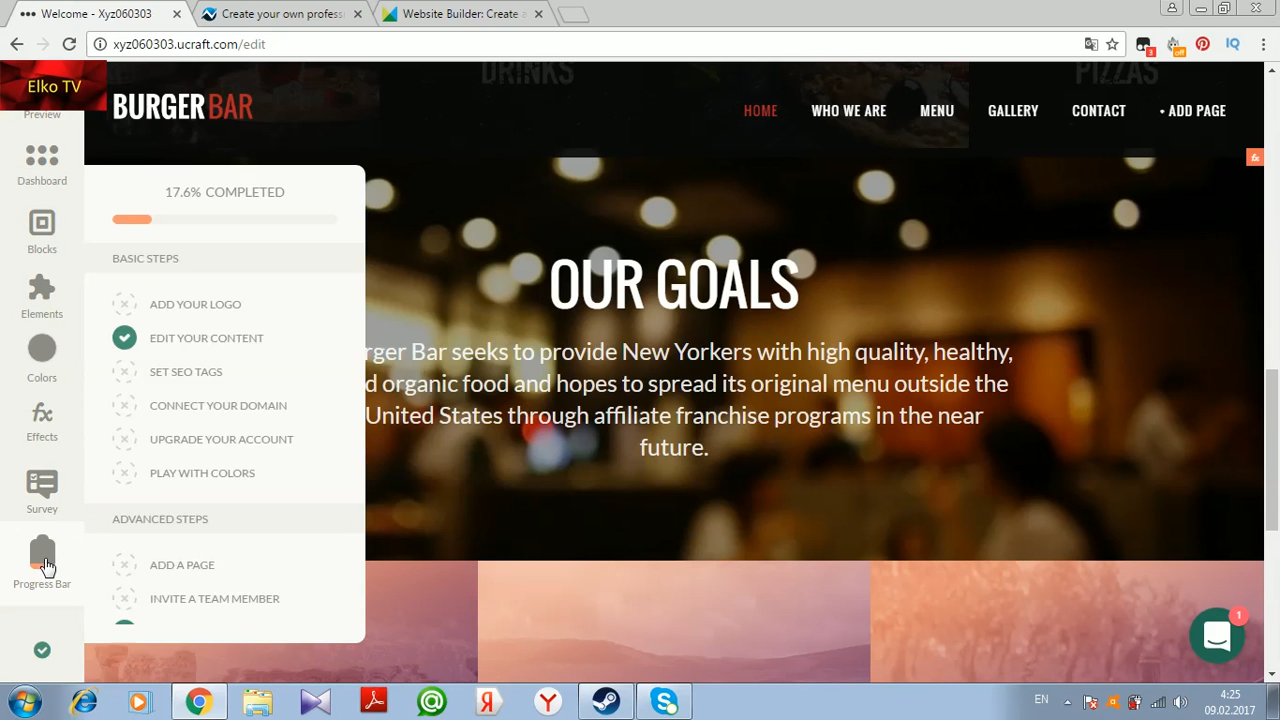 Welcome - Xyz060303
Create your own profess
Website Builder: Create a
xyz060303.ucraft.com/edit
3
off
IQ
Elko TV
Preview
Dashboard
Blocks
Elements
Colors
fx
Effects
Survey
Progress Bar
DRINKS
PIZZAS
BURGER BAR
HOME
WHO WE ARE
MENU
GALLERY
CONTACT
+ ADD PAGE
fx
17.6% COMPLETED
BASIC STEPS
ADD YOUR LOGO
EDIT YOUR CONTENT
SET SEO TAGS
CONNECT YOUR DOMAIN
UPGRADE YOUR ACCOUNT
PLAY WITH COLORS
ADVANCED STEPS
ADD A PAGE
INVITE A TEAM MEMBER
OUR GOALS
rger Bar seeks to provide New Yorkers with high quality, healthy,
d organic food and hopes to spread its original menu outside the
United States through affiliate franchise programs in the near
future.
1
EN
4:25
09.02.2017